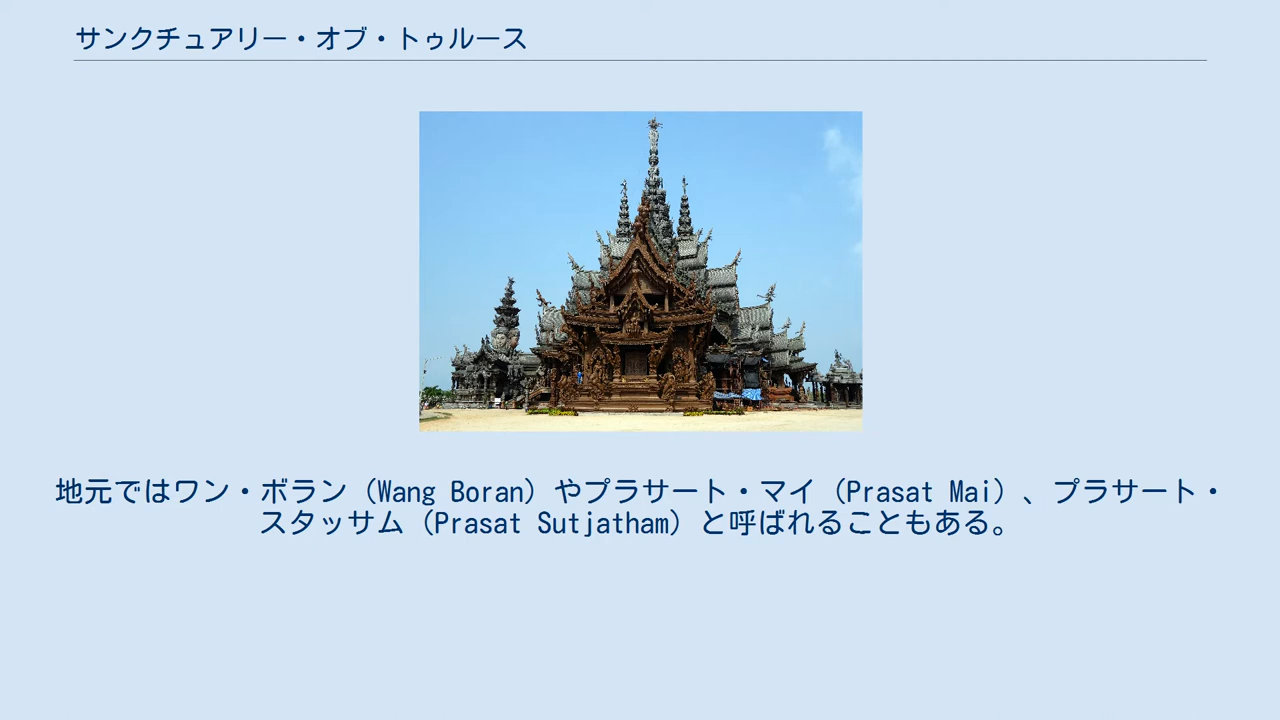 サンクチュアリー・オブ・トゥルース
地元ではワン・ボラン（Wang Boran）やプラサート・マイ（Prasat Mai）、プラサート・
スタッサム（Prasat Sutjatham）と呼ばれることもある。